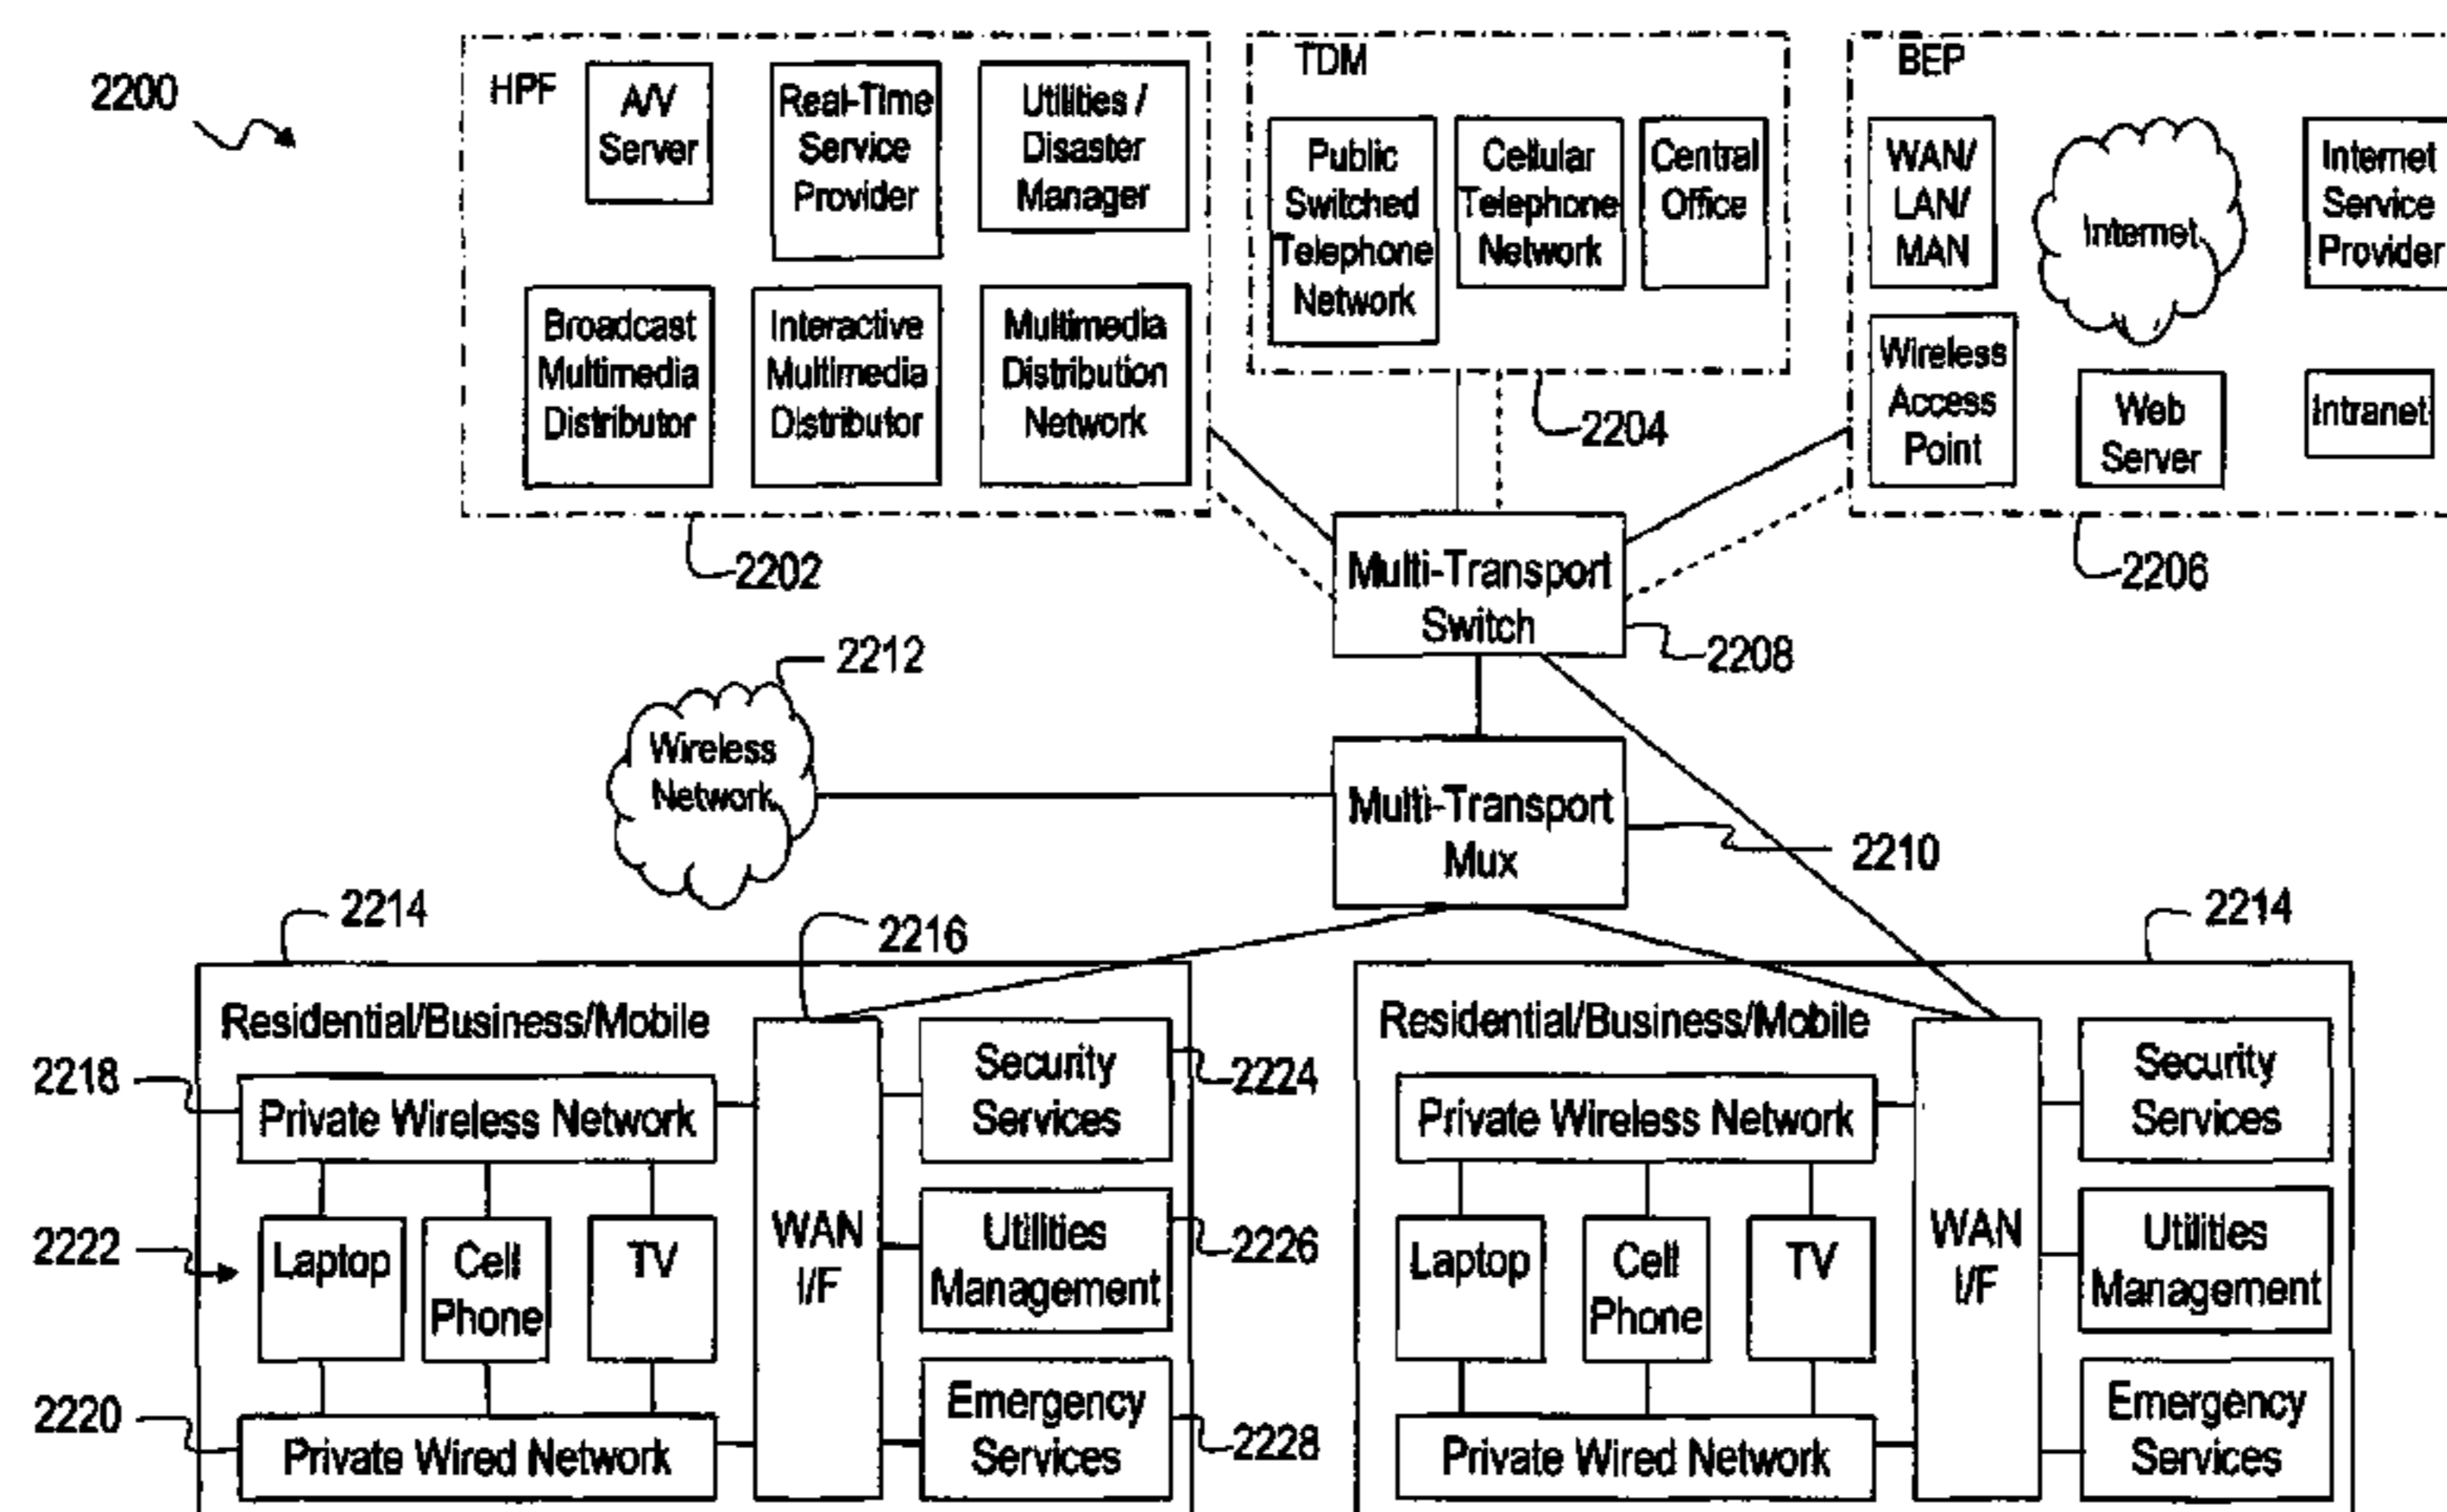 2200
HPF
A/V
Server
Real-Time
Service
Provider
Utilities /
Disaster
Manager
Broadcast
Multimedia
Distributor
Interactive
Multimedia
Distributor
Multimedia
Distribution
Network
2202
TDM
Public
Switched
Telephone
Network
Cellular
Telephone
Network
Central
Office
2204
BEP
WAN/
LAN/
MAN
Internet
Internet
Service
Provider
Wireless
Access
Point
Web
Server
Intranet
2206
Multi-Transport
Switch
2208
2212
Wireless
Network
Multi-Transport
Mux
2210
2214
2216
Residential/Business/Mobile
2218
Private Wireless Network
2222
Laptop
Cell
Phone
TV
2220
Private Wired Network
WAN
I/F
Security
Services
2224
Utilities
Management
2226
Emergency
Services
2228
2214
Residential/Business/Mobile
Private Wireless Network
Laptop
Cell
Phone
TV
Private Wired Network
WAN
I/F
Security
Services
Utilities
Management
Emergency
Services